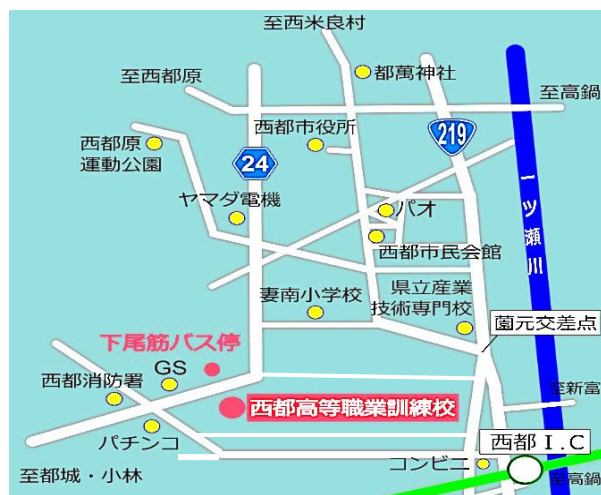 至西米良村
都萬神社
至西都原
至高鍋
219
西都市役所
西都原
運動公園
24
一ツ瀬川
ヤマダ電機
パオ
西都市民会館
県立産業
技術専門校
妻南小学校
薗元交差点
下尾筋バス停
GS
西都消防署
至新富
西都高等職業訓練校
パチンコ
西都I.C
コンビニ
至都城・小林
至高鍋